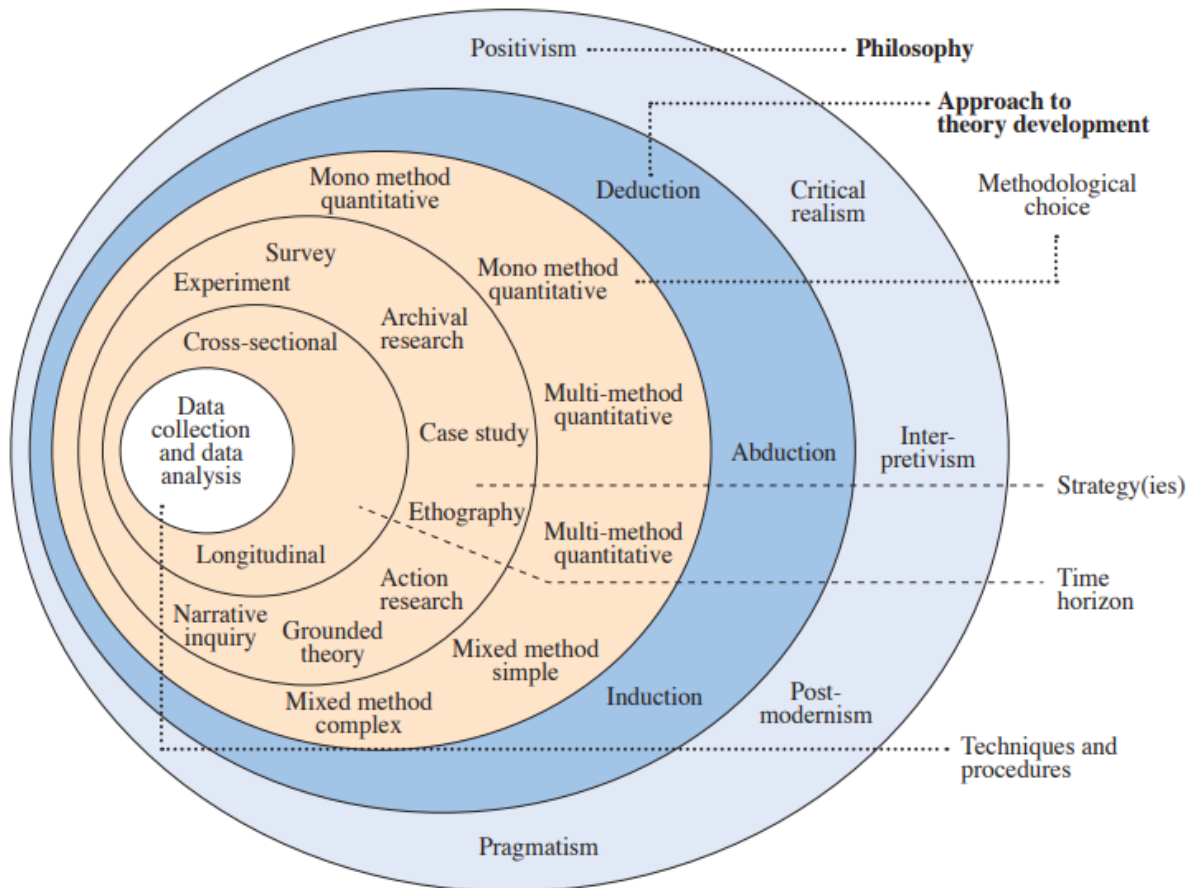 Positivism
Philosophy
Approach to
theory development
Mono method
quantitative
Deduction
Critical
realism
Methodological
choice
Survey
Experiment
Mono method
quantitative
Archival
research
Cross-sectional
Multi-method
quantitative
Data
collection
and data
analysis
Case study
Abduction
Inter-
pretivism
Strategy(ies)
Ethography
Multi-method
quantitative
Longitudinal
Action
research
Time
horizon
Narrative
inquiry
Grounded
theory
Mixed method
simple
Mixed method
complex
Induction
Post-
modernism
Techniques and
procedures
Pragmatism